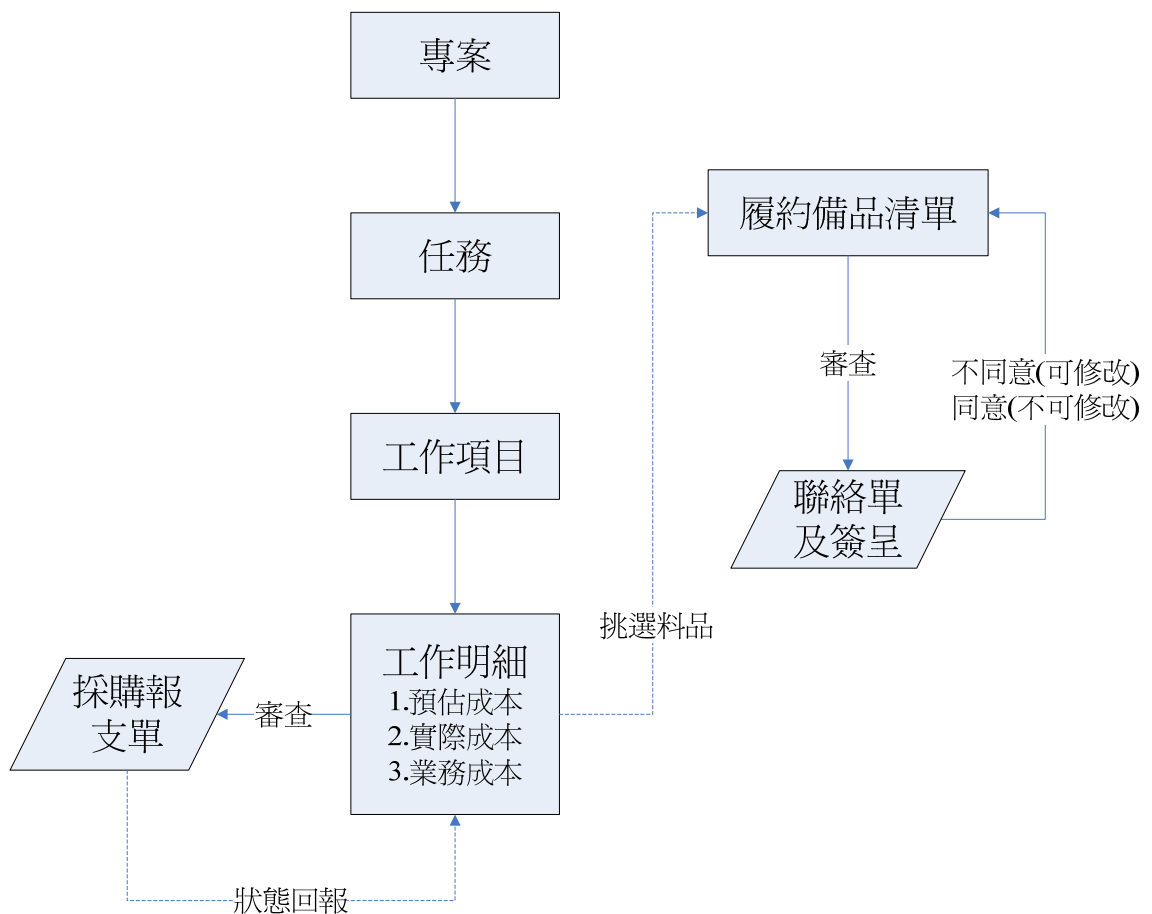 專案
任務
履約備品清單
審查
不同意(可修改)
同意(不可修改)
工作項目
聯絡單
及簽呈
挑選料品
工作明細
1.預估成本
2.實際成本
3.業務成本
審查
採購報
支單
狀態回報